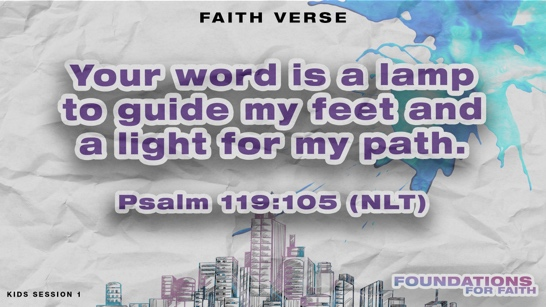 FAITH VERSE
Your word is a lamp
to guide my feet and
a light for my path.
Psalm 119:105 (NLT)
KIDS SESSION 1
FOUNDATIONS
FOR FAITH